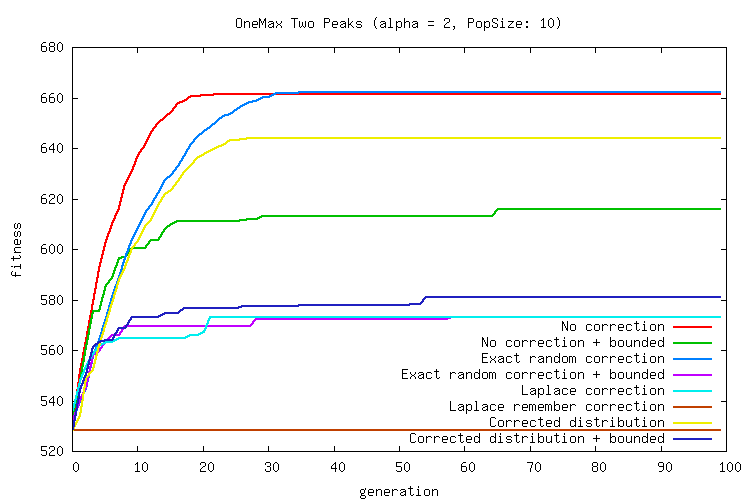 OneMax Two Peaks (alpha = 2, PopSize: 10)
680
660
640
620
600
580
560
540
520
fitness
No correction
No correction + bounded
Exact random correction
Exact random correction + bounded
Laplace correction
Laplace remember correction
Corrected distribution
Corrected distribution + bounded
0 10 20 30 40 50 60 70 80 90 100
generation